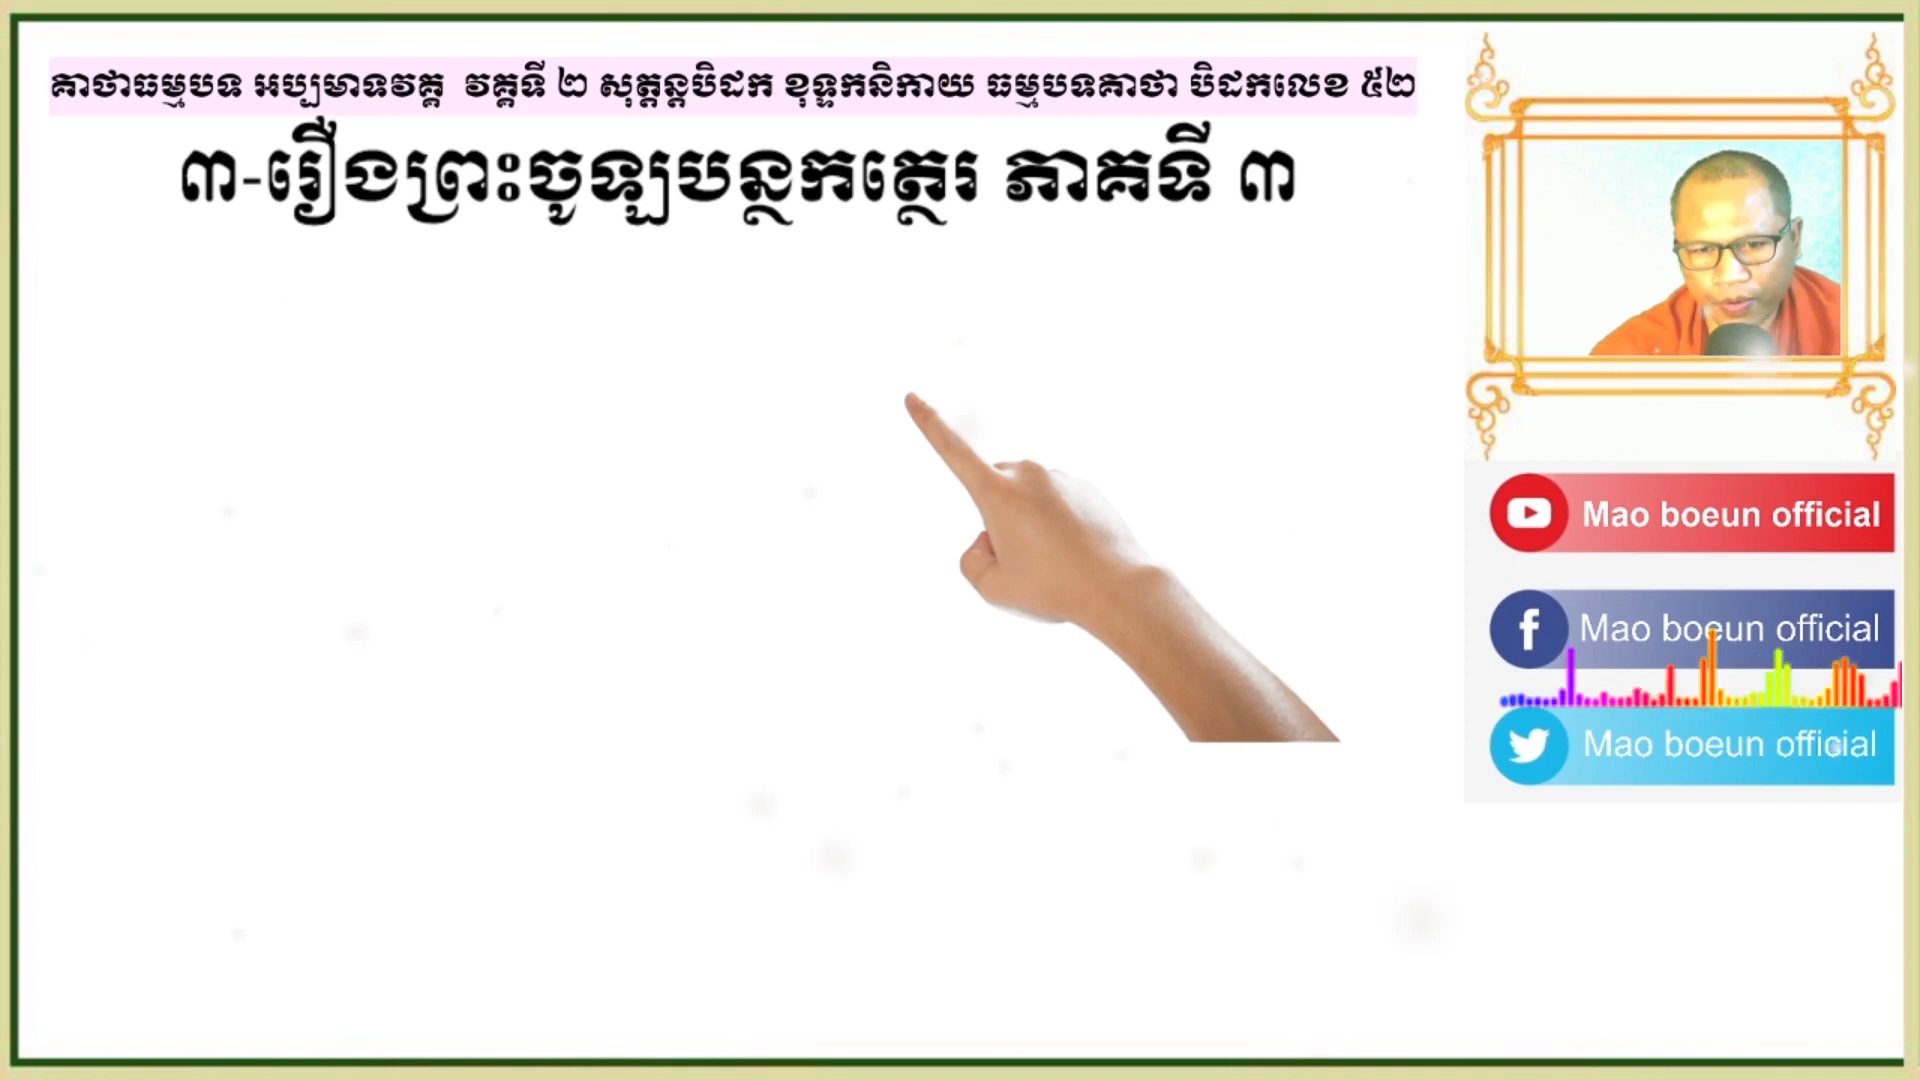 គាថាធម្មបទ អប្បមាទវគ្គ វគ្គទី ២ សុត្តន្តបិដក ខុទ្ទកនិកាយ ធម្មបទគាថា បិដកលេខ ៥២
៣-រឿងព្រះចូឡបន្ថកត្ថេរ ភាគទី ៣
Mao boeun official
Mao boeun official
Mao boeun official